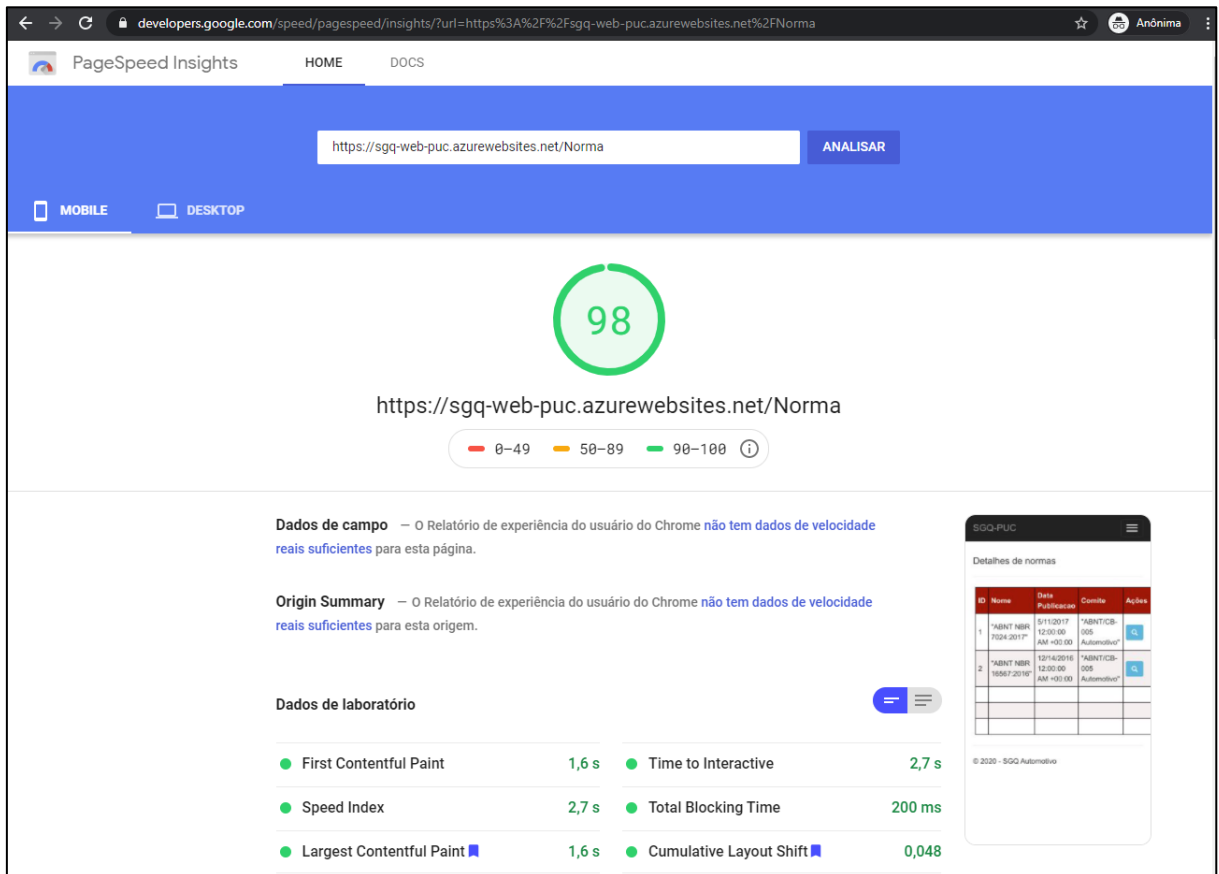 developers.google.com/speed/pagespeed/insights/?url=https%3A%2F%2Fsgq-web-puc.azurewebsites.net%2FNorma
Anônima
PageSpeed Insights
HOME
DOCS
https://sgq-web-puc.azurewebsites.net/Norma
ANALISAR
MOBILE
DESKTOP
98
https://sgq-web-puc.azurewebsites.net/Norma
0–49 50–89 90–100
Dados de campo — O Relatório de experiência do usuário do Chrome não tem dados de velocidade
reais suficientes para esta página.
Origin Summary — O Relatório de experiência do usuário do Chrome não tem dados de velocidade
reais suficientes para esta origem.
Dados de laboratório
First Contentful Paint 1,6 s
Time to Interactive 2,7 s
Speed Index 2,7 s
Total Blocking Time 200 ms
Largest Contentful Paint 1,6 s
Cumulative Layout Shift 0,048
SGQ-PUC
Detalhes de normas
ID Nome Data Publicacao Comite Ações
1 "ABNT NBR 7024:2017" 5/11/2017 12:00:00 AM +00:00 "ABNT/CB-005 Automotivo"
2 "ABNT NBR 16567:2016" 12/14/2016 12:00:00 AM +00:00 "ABNT/CB-005 Automotivo"
© 2020 - SGQ Automotivo